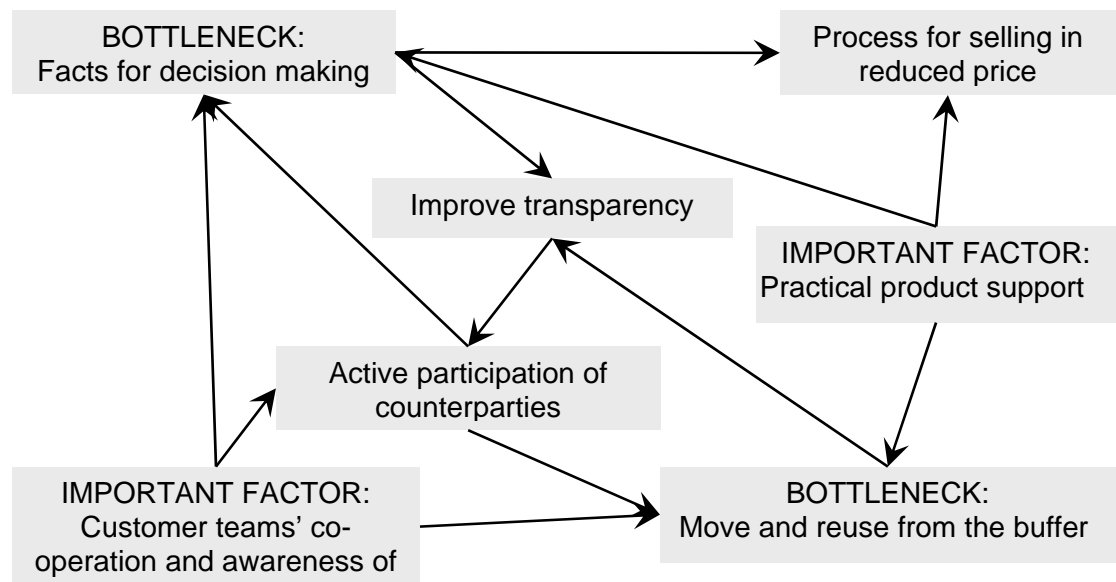 BOTTLENECK:
Facts for decision making
Process for selling in
reduced price
Improve transparency
IMPORTANT FACTOR:
Practical product support
Active participation of
counterparties
IMPORTANT FACTOR:
Customer teams’ co-
operation and awareness of
BOTTLENECK:
Move and reuse from the buffer